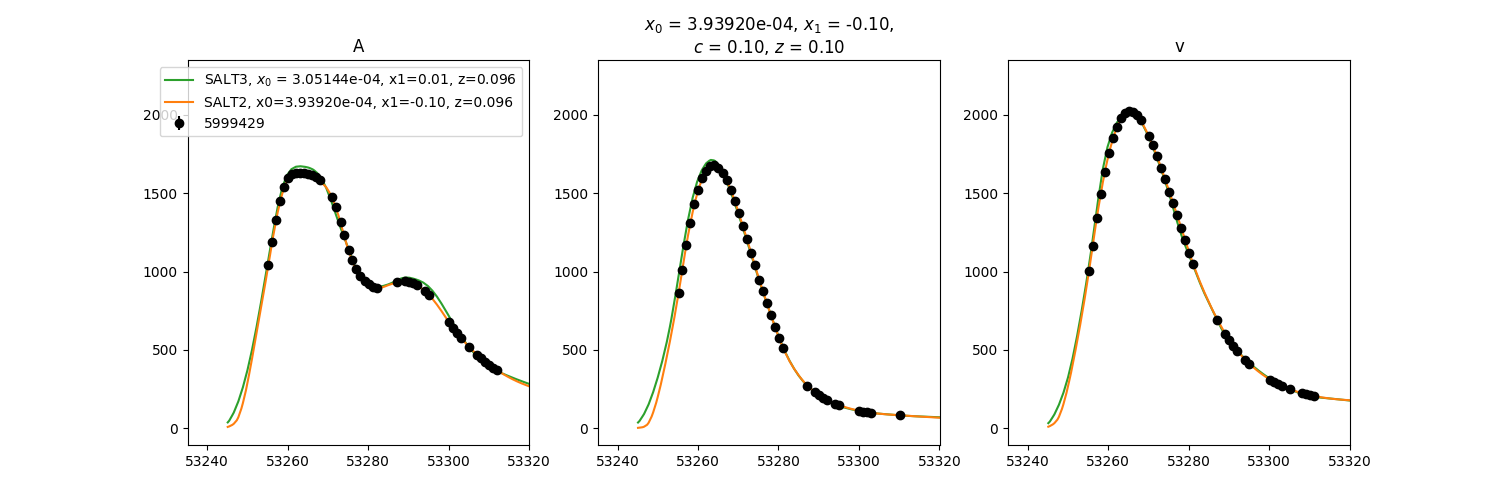 A
x₀ = 3.93920e-04, x₁ = -0.10,
c = 0.10, z = 0.10
v
SALT3, x₀ = 3.05144e-04, x1=0.01, z=0.096
SALT2, x0=3.93920e-04, x1=-0.10, z=0.096
5999429
2000
1500
1000
500
0
53240 53260 53280 53300 53320
2000
1500
1000
500
0
53240 53260 53280 53300 53320
2000
1500
1000
500
0
53240 53260 53280 53300 53320